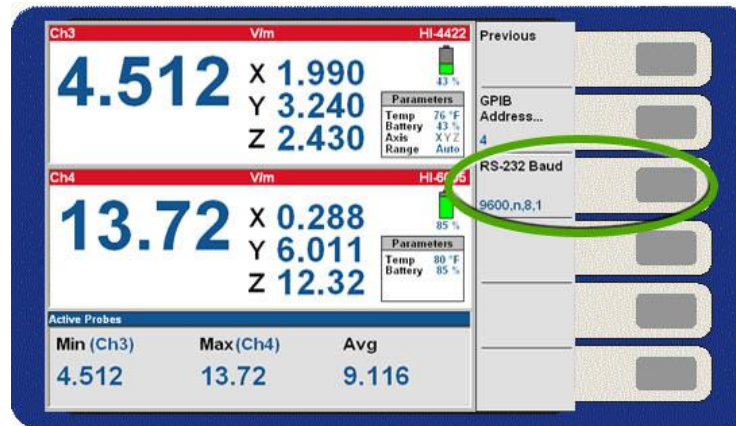 Ch3 V/m HI-4422
4.512
X 1.990
Y 3.240
Z 2.430
43 %
Parameters
Temp 76 °F
Battery 43 %
Axis X Y Z
Range Auto
Ch4 V/m
13.72
X 0.288
Y 6.011
Z 12.32
85 %
Parameters
Temp 80 °F
Battery 85 %
Active Probes
Min (Ch3) Max (Ch4) Avg
4.512 13.72 9.116
Previous
GPIB
Address...
4
RS-232 Baud
9600,n,8,1